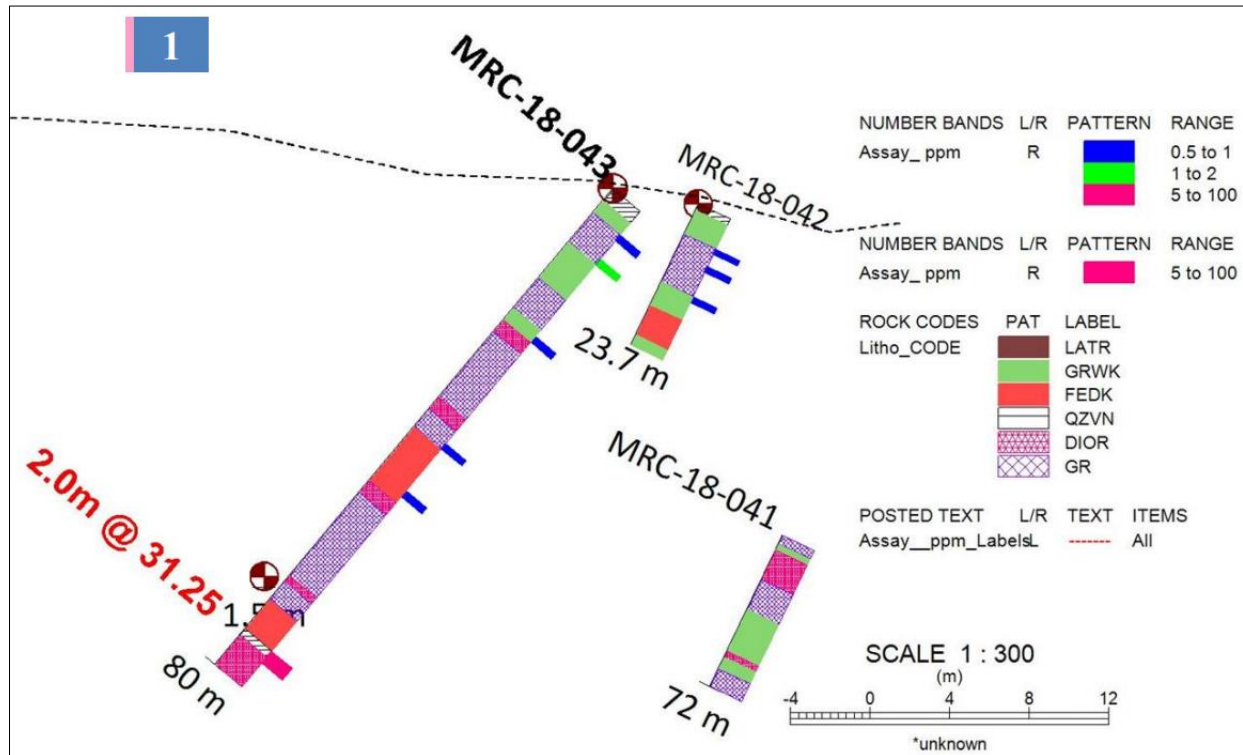 1
MRC-18-043
MRC-18-042
23.7 m
MRC-18-041
2.0m @ 31.25
80 m
72 m
NUMBER BANDS L/R PATTERN RANGE
Assay_ ppm R 0.5 to 1
1 to 2
5 to 100
NUMBER BANDS L/R PATTERN RANGE
Assay_ ppm R 5 to 100
ROCK CODES PAT LABEL
Litho_CODE LATR
GRWK
FEDK
QZVN
DIOR
GR
POSTED TEXT L/R TEXT ITEMS
Assay__ppm_LabelsL All
SCALE 1 : 300
(m)
-4 0 4 8 12
*unknown